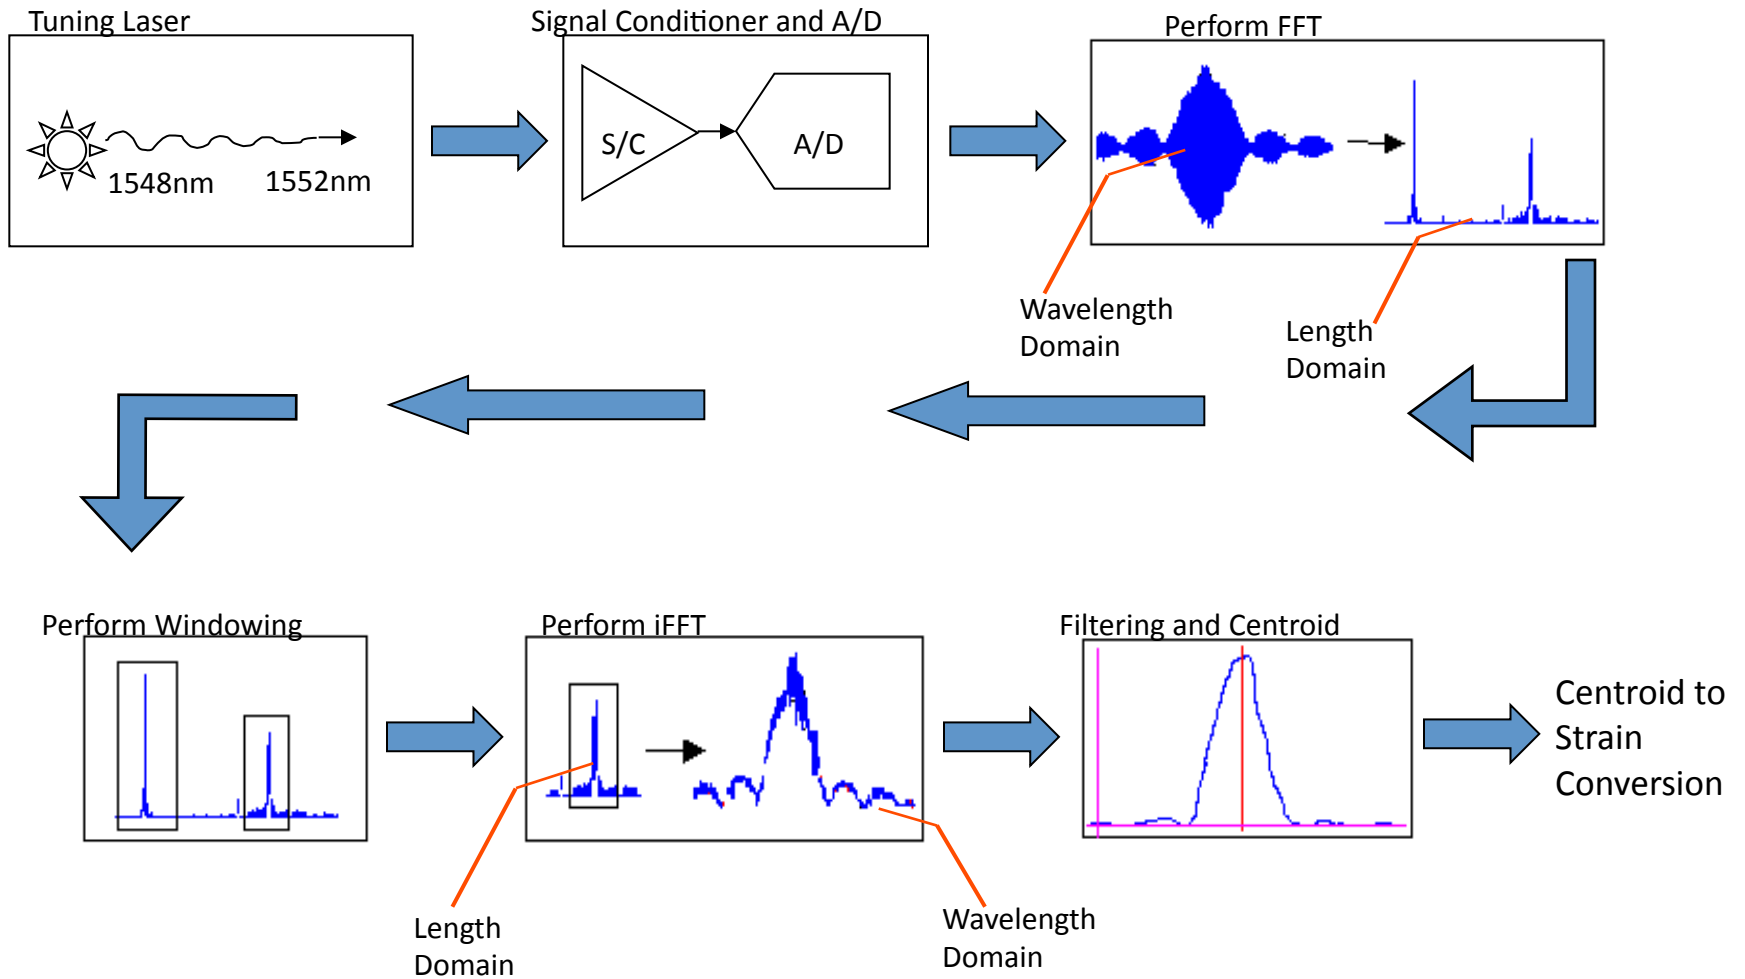 Tuning Laser
1548nm
1552nm
Signal Conditioner and A/D
S/C
A/D
Perform FFT
Wavelength
Domain
Length
Domain
Perform Windowing
Perform iFFT
Length
Domain
Wavelength
Domain
Filtering and Centroid
Centroid to
Strain
Conversion